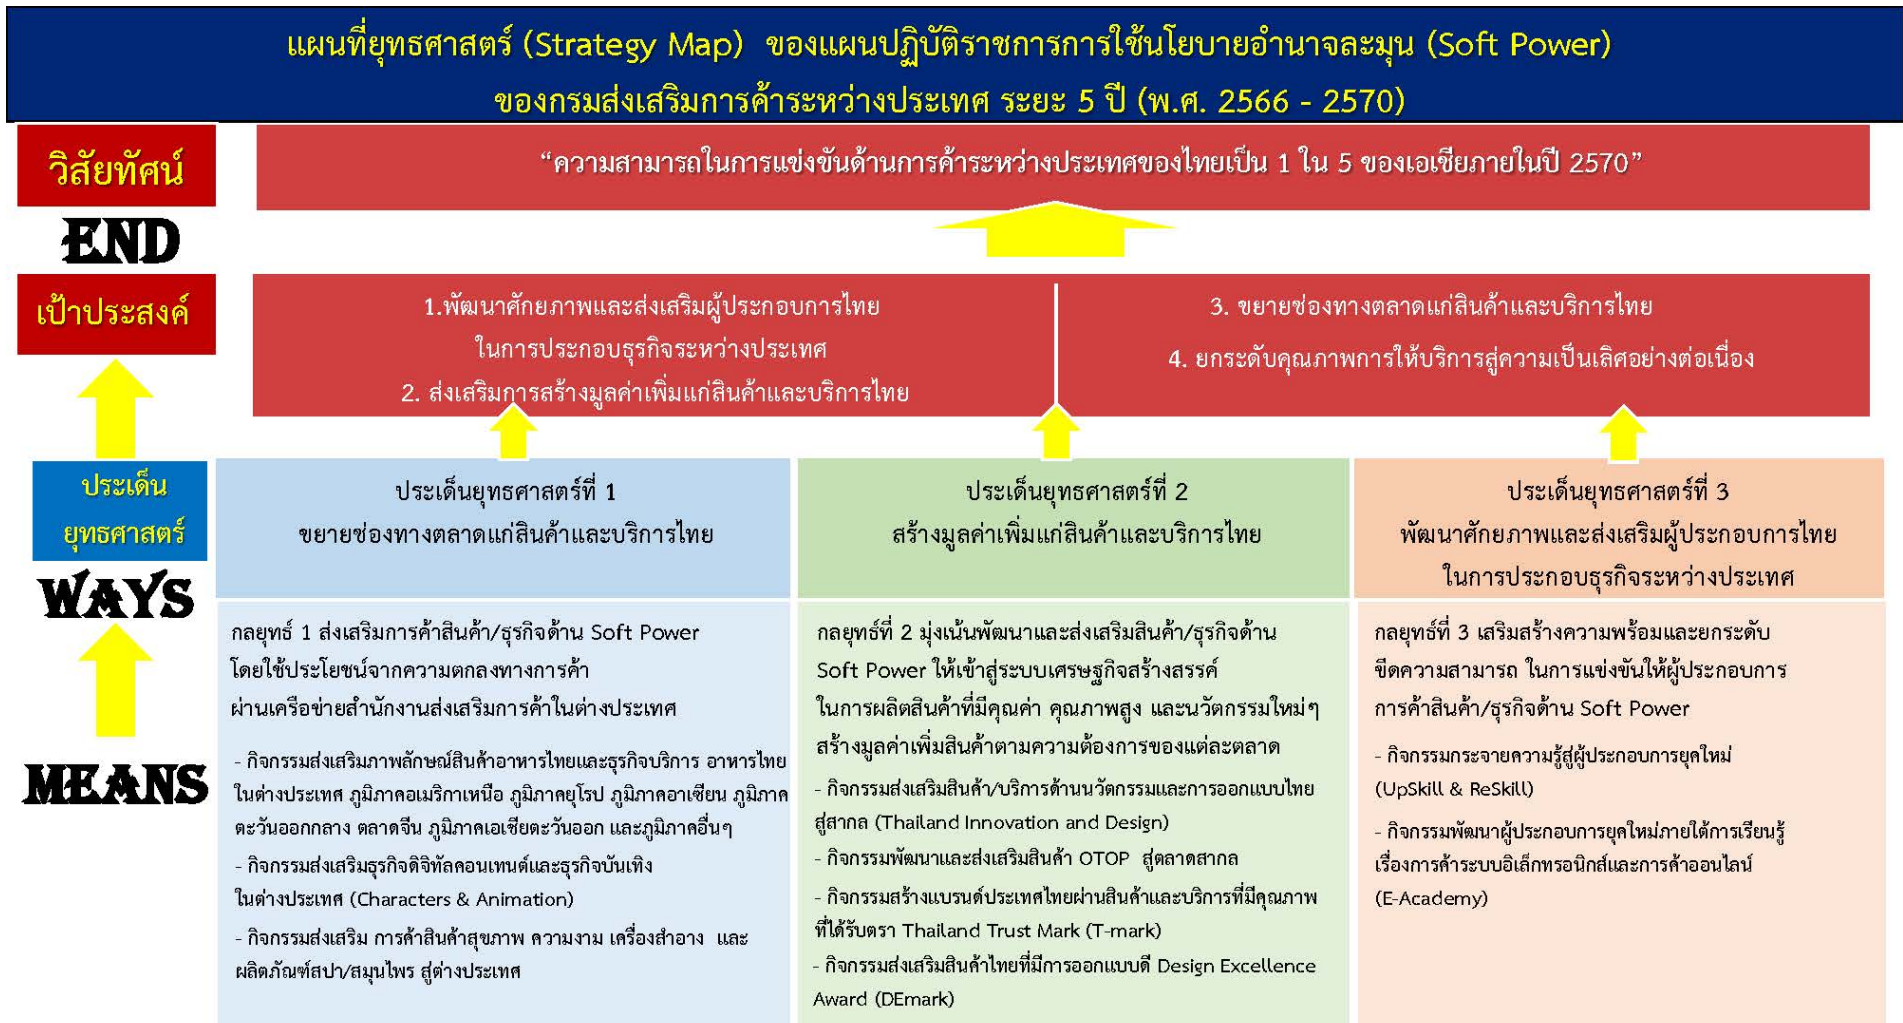 แผนที่ยุทธศาสตร์ (Strategy Map) ของแผนปฏิบัติราชการการใช้นโยบายอำนาจละมุน (Soft Power)
ของกรมส่งเสริมการค้าระหว่างประเทศ ระยะ 5 ปี (พ.ศ. 2566 - 2570)
วิสัยทัศน์
“ความสามารถในการแข่งขันด้านการค้าระหว่างประเทศของไทยเป็น 1 ใน 5 ของเอเชียภายในปี 2570”
END
เป้าประสงค์
1.พัฒนาศักยภาพและส่งเสริมผู้ประกอบการไทย
ในการประกอบธุรกิจระหว่างประเทศ
2. ส่งเสริมการสร้างมูลค่าเพิ่มแก่สินค้าและบริการไทย
3. ขยายช่องทางตลาดแก่สินค้าและบริการไทย
4. ยกระดับคุณภาพการให้บริการสู่ความเป็นเลิศอย่างต่อเนื่อง
ประเด็น
ยุทธศาสตร์
WAYS
MEANS
ประเด็นยุทธศาสตร์ที่ 1
ขยายช่องทางตลาดแก่สินค้าและบริการไทย
กลยุทธ์ 1 ส่งเสริมการค้าสินค้า/ธุรกิจด้าน Soft Power
โดยใช้ประโยชน์จากความตกลงทางการค้า
ผ่านเครือข่ายสำนักงานส่งเสริมการค้าในต่างประเทศ
- กิจกรรมส่งเสริมภาพลักษณ์สินค้าอาหารไทยและธุรกิจบริการ อาหารไทย
ในต่างประเทศ ภูมิภาคอเมริกาเหนือ ภูมิภาคยุโรป ภูมิภาคอาเซียน ภูมิภาค
ตะวันออกกลาง ตลาดจีน ภูมิภาคเอเชียตะวันออก และภูมิภาคอื่นๆ
- กิจกรรมส่งเสริมธุรกิจดิจิทัลคอนเทนต์และธุรกิจบันเทิง
ในต่างประเทศ (Characters & Animation)
- กิจกรรมส่งเสริม การค้าสินค้าสุขภาพ ความงาม เครื่องสำอาง และ
ผลิตภัณฑ์สปา/สมุนไพร สู่ต่างประเทศ
ประเด็นยุทธศาสตร์ที่ 2
สร้างมูลค่าเพิ่มแก่สินค้าและบริการไทย
กลยุทธ์ที่ 2 มุ่งเน้นพัฒนาและส่งเสริมสินค้า/ธุรกิจด้าน
Soft Power ให้เข้าสู่ระบบเศรษฐกิจสร้างสรรค์
ในการผลิตสินค้าที่มีคุณค่า คุณภาพสูง และนวัตกรรมใหม่ๆ
สร้างมูลค่าเพิ่มสินค้าตามความต้องการของแต่ละตลาด
- กิจกรรมส่งเสริมสินค้า/บริการด้านนวัตกรรมและการออกแบบไทย
สู่สากล (Thailand Innovation and Design)
- กิจกรรมพัฒนาและส่งเสริมสินค้า OTOP สู่ตลาดสากล
- กิจกรรมสร้างแบรนด์ประเทศไทยผ่านสินค้าและบริการที่มีคุณภาพ
ที่ได้รับตรา Thailand Trust Mark (T-mark)
- กิจกรรมส่งเสริมสินค้าไทยที่มีการออกแบบดี Design Excellence
Award (DEmark)
ประเด็นยุทธศาสตร์ที่ 3
พัฒนาศักยภาพและส่งเสริมผู้ประกอบการไทย
ในการประกอบธุรกิจระหว่างประเทศ
กลยุทธ์ที่ 3 เสริมสร้างความพร้อมและยกระดับ
ขีดความสามารถ ในการแข่งขันให้ผู้ประกอบการ
การค้าสินค้า/ธุรกิจด้าน Soft Power
- กิจกรรมกระจายความรู้สู่ผู้ประกอบการยุคใหม่
(UpSkill & ReSkill)
- กิจกรรมพัฒนาผู้ประกอบการยุคใหม่ภายใต้การเรียนรู้
เรื่องการค้าระบบอิเล็กทรอนิกส์และการค้าออนไลน์
(E-Academy)